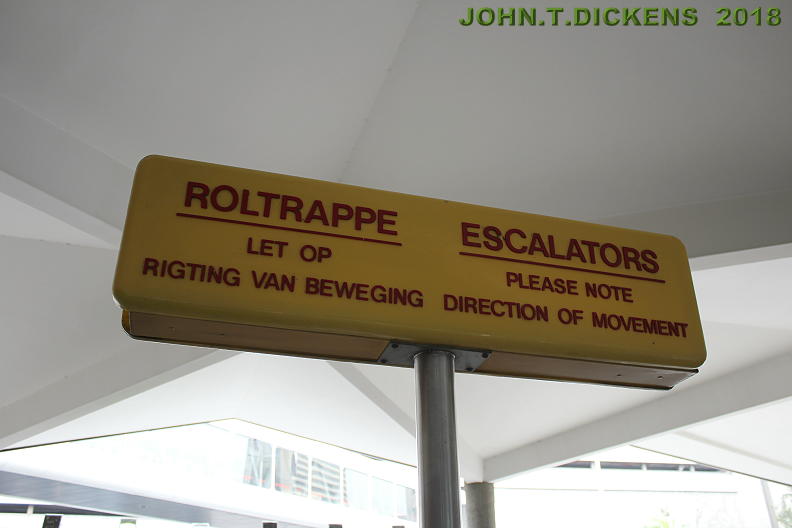 JOHN.T.DICKENS 2018
ROLTRAPPE
LET OP
RIGTING VAN BEWEGING
ESCALATORS
PLEASE NOTE
DIRECTION OF MOVEMENT